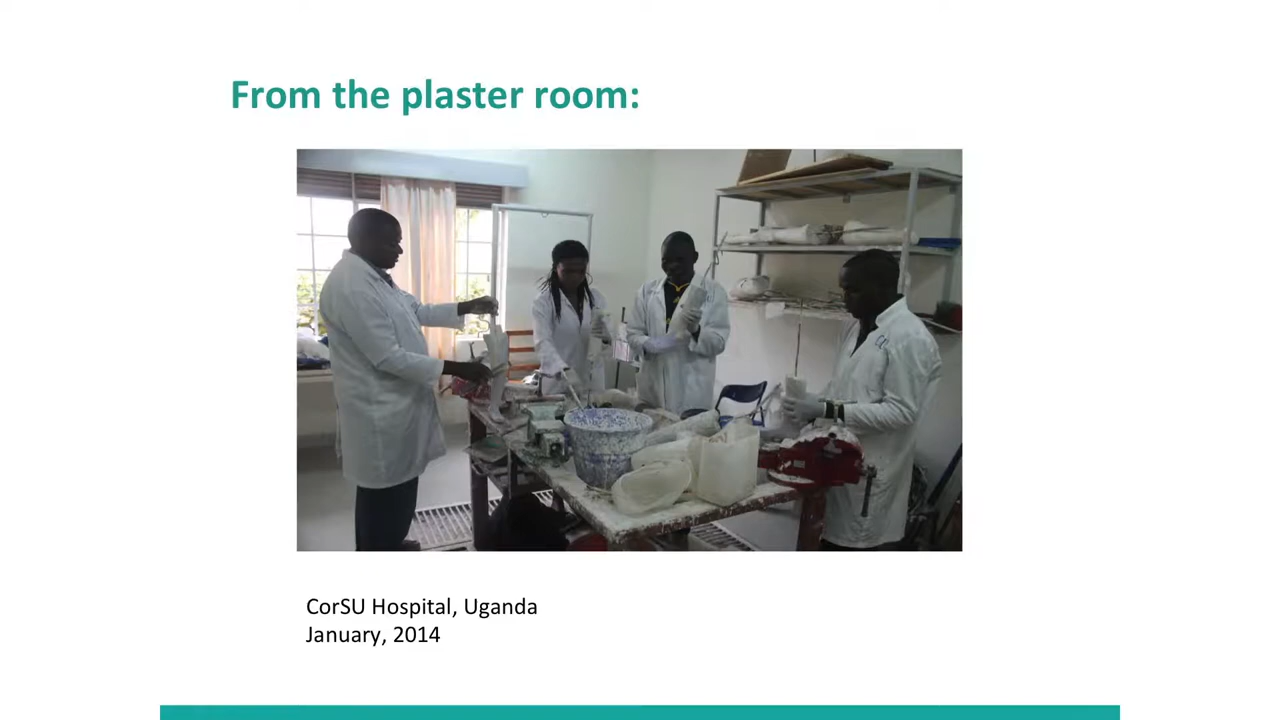 From the plaster room:
CorSU Hospital, Uganda
January, 2014